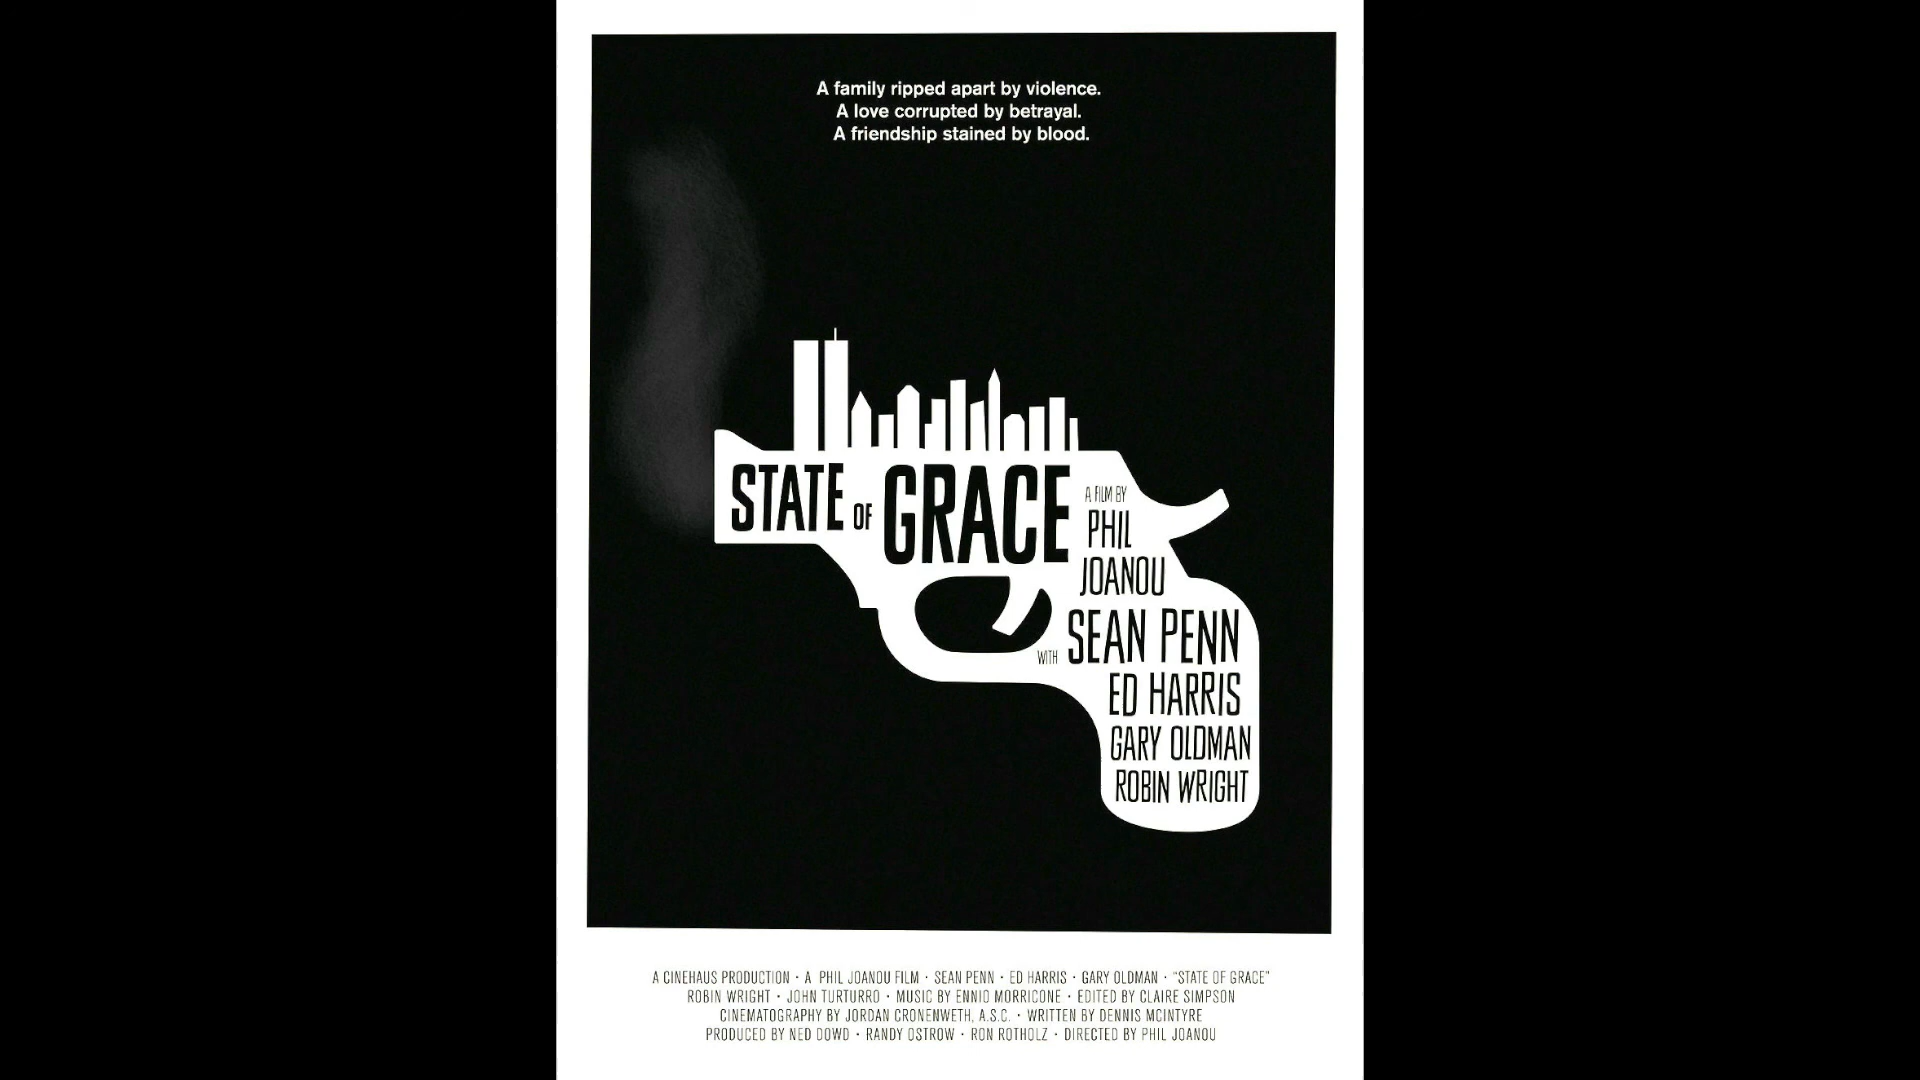 A family ripped apart by violence.
A love corrupted by betrayal.
A friendship stained by blood.
STATE OF GRACE
A FILM BY
PHIL
JOANOU
WITH SEAN PENN
ED HARRIS
GARY OLDMAN
ROBIN WRIGHT
A CINEHAUS PRODUCTION · A PHIL JOANOU FILM · SEAN PENN · ED HARRIS · GARY OLDMAN · "STATE OF GRACE"
ROBIN WRIGHT · JOHN TURTURRO · MUSIC BY ENNIO MORRICONE · EDITED BY CLAIRE SIMPSON
CINEMATOGRAPHY BY JORDAN CRONENWETH, A.S.C. · WRITTEN BY DENNIS MCINTYRE
PRODUCED BY NED DOWD · RANDY OSTROW · RON ROTHOLZ · DIRECTED BY PHIL JOANOU